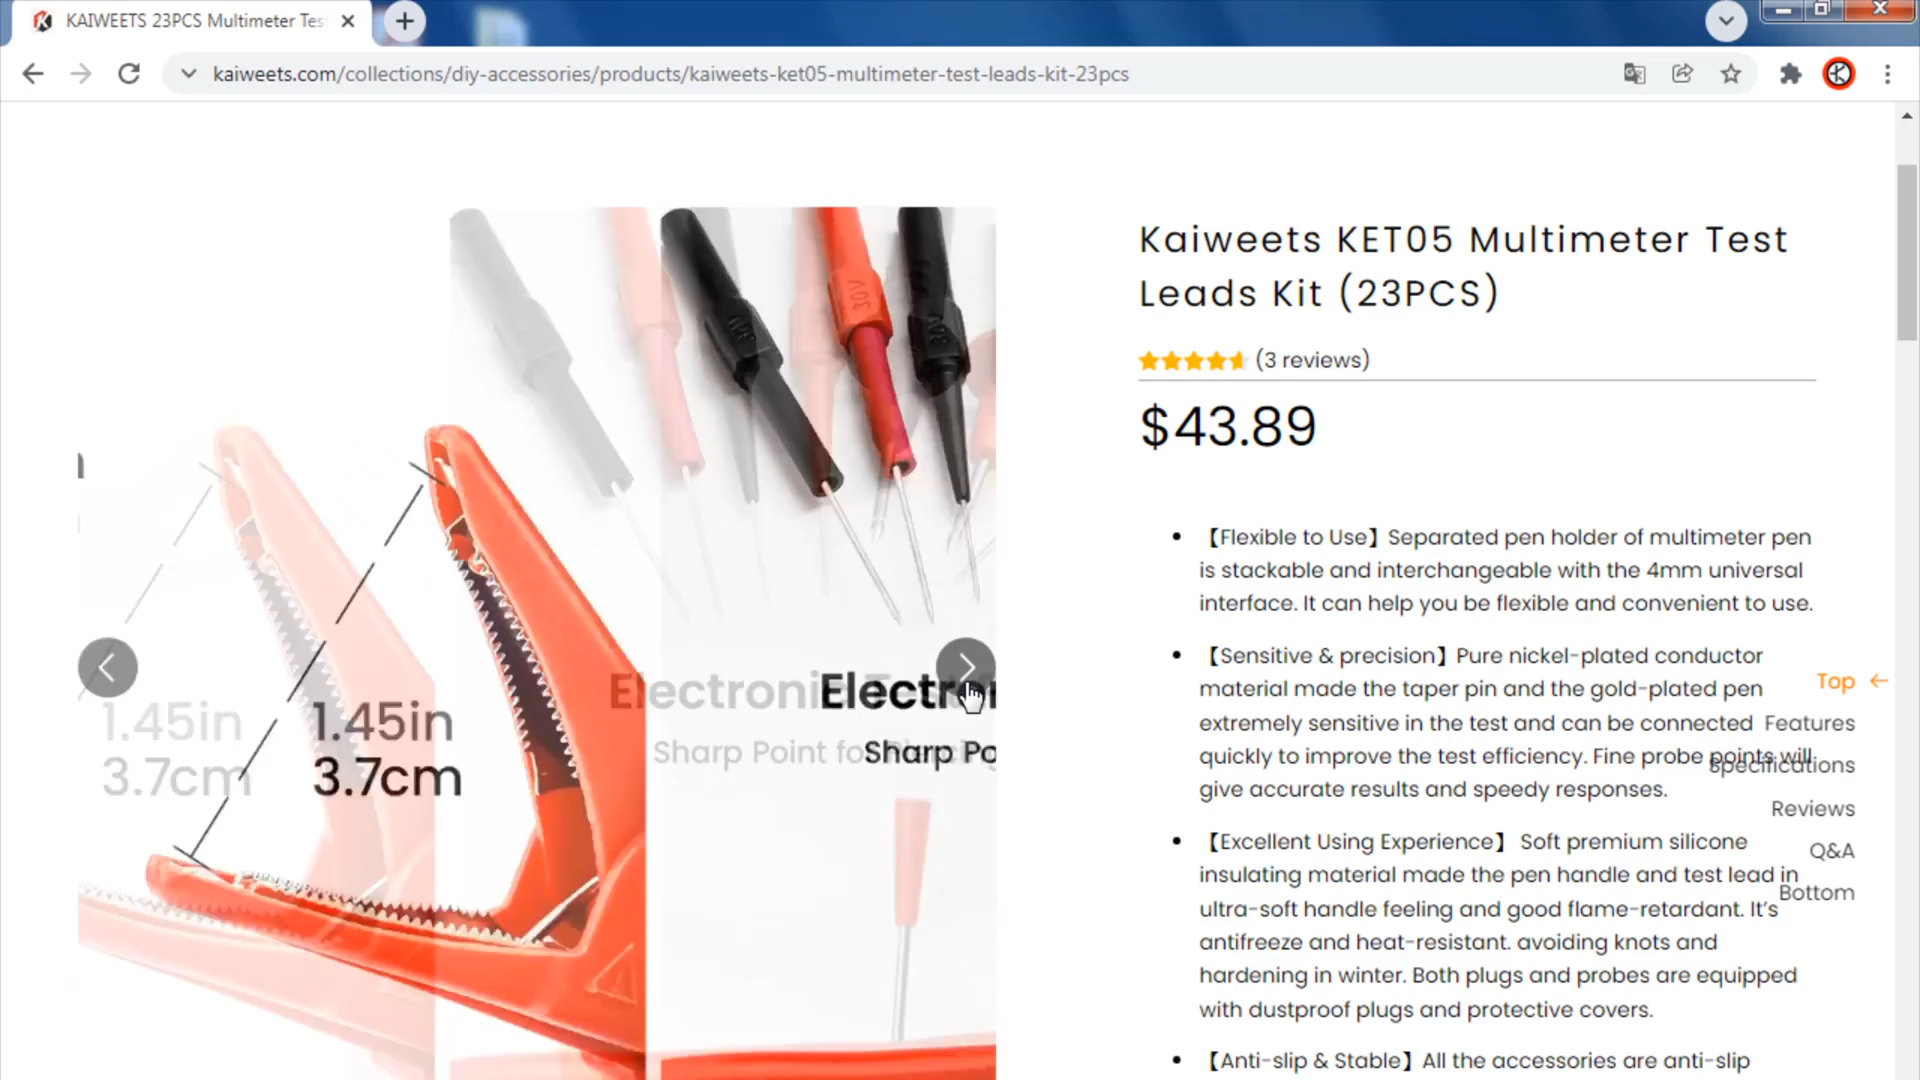 KAIWEETS 23PCS Multimeter Tes
kaiweets.com/collections/diy-accessories/products/kaiweets-ket05-multimeter-test-leads-kit-23pcs
Kaiweets KET05 Multimeter Test
Leads Kit (23PCS)
(3 reviews)
$43.89
【Flexible to Use】Separated pen holder of multimeter pen
is stackable and interchangeable with the 4mm universal
interface. It can help you be flexible and convenient to use.
【Sensitive & precision】Pure nickel-plated conductor
material made the taper pin and the gold-plated pen
extremely sensitive in the test and can be connected
quickly to improve the test efficiency. Fine probe points will
give accurate results and speedy responses.
【Excellent Using Experience】 Soft premium silicone
insulating material made the pen handle and test lead in
ultra-soft handle feeling and good flame-retardant. It's
antifreeze and heat-resistant. avoiding knots and
hardening in winter. Both plugs and probes are equipped
with dustproof plugs and protective covers.
【Anti-slip & Stable】All the accessories are anti-slip
Top
Features
Specifications
Reviews
Q&A
Bottom
30V
1.45in 1.45in
3.7cm 3.7cm
Electroni Electro
Sharp Point fo Sharp Po